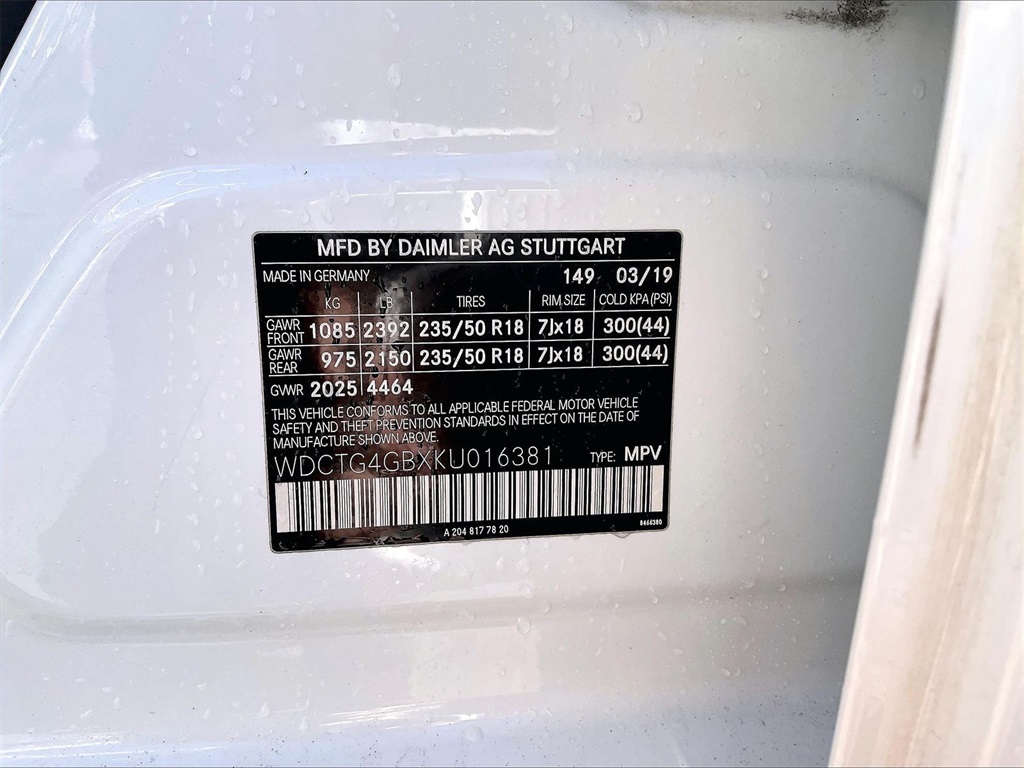 MFD BY DAIMLER AG STUTTGART
MADE IN GERMANY 149 03/19
KG LB TIRES RIM SIZE COLD KPA (PSI)
GAWR FRONT 1085 2392 235/50 R18 7Jx18 300(44)
GAWR REAR 975 2150 235/50 R18 7Jx18 300(44)
GWR 2025 4464
THIS VEHICLE CONFORMS TO ALL APPLICABLE FEDERAL MOTOR VEHICLE
SAFETY AND THEFT PREVENTION STANDARDS IN EFFECT ON THE DATE OF
MANUFACTURE SHOWN ABOVE.
WDCTG4GBXKU016381 TYPE: MPV
A 204 817 78 20 8466380